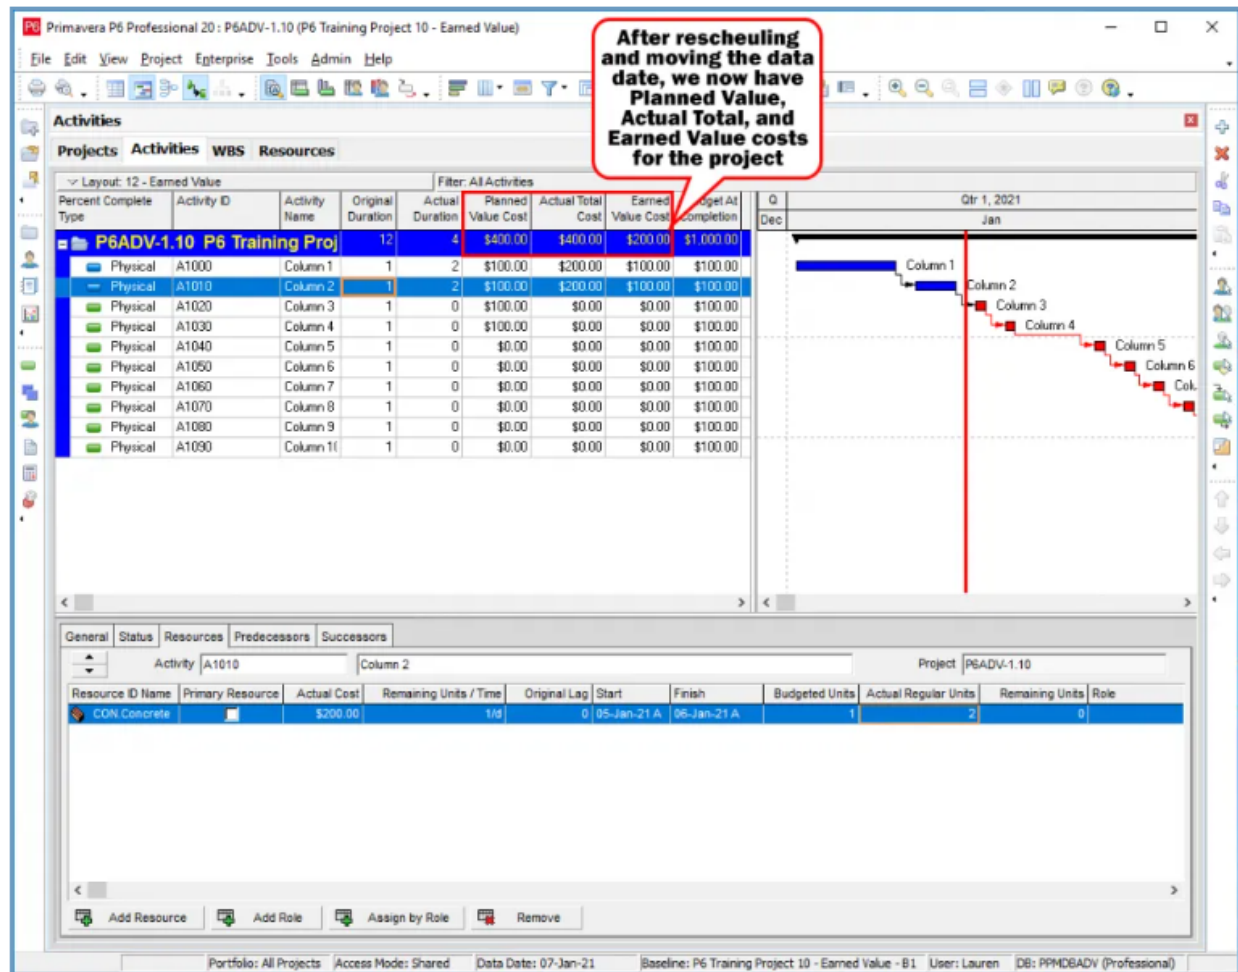 P6 Primavera P6 Professional 20 : P6ADV-1.10 (P6 Training Project 10 - Earned Value)
After rescheuling
and moving the data
date, we now have
Planned Value,
Actual Total, and
Earned Value costs
for the project
File Edit View Project Enterprise Tools Admin Help
Activities
Projects Activities WBS Resources
Layout: 12 - Earned Value Filter: All Activities
Percent Complete Type Activity ID Activity Name Original Duration Actual Duration Planned Value Cost Actual Total Cost Earned Value Cost Completion
Q Qtr 1, 2021
Dec Jan
P6ADV-1.10 P6 Training Proj 12 4 $400.00 $400.00 $200.00 $1,000.00
Physical A1000 Column 1 1 2 $100.00 $200.00 $100.00 $100.00 Column 1
Physical A1010 Column 2 1 2 $100.00 $200.00 $100.00 $100.00 Column 2
Physical A1020 Column 3 1 0 $100.00 $0.00 $0.00 $100.00 Column 3
Physical A1030 Column 4 1 0 $100.00 $0.00 $0.00 $100.00 Column 4
Physical A1040 Column 5 1 0 $0.00 $0.00 $0.00 $100.00 Column 5
Physical A1050 Column 6 1 0 $0.00 $0.00 $0.00 $100.00 Column 6
Physical A1060 Column 7 1 0 $0.00 $0.00 $0.00 $100.00 Col
Physical A1070 Column 8 1 0 $0.00 $0.00 $0.00 $100.00
Physical A1080 Column 9 1 0 $0.00 $0.00 $0.00 $100.00
Physical A1090 Column 1 1 0 $0.00 $0.00 $0.00 $100.00
General Status Resources Predecessors Successors
Activity A1010 Column 2 Project P6ADV-1.10
Resource ID Name Primary Resource Actual Cost Remaining Units / Time Original Lag Start Finish Budgeted Units Actual Regular Units Remaining Units Role
CON.Concrete $200.00 1/d 0 05-Jan-21 A 06-Jan-21 A 1 2 0
Add Resource Add Role Assign by Role Remove
Portfolio: All Projects Access Mode: Shared Data Date: 07-Jan-21 Baseline: P6 Training Project 10 - Earned Value - B1 User: Lauren DB: PPMDBADV (Professional)